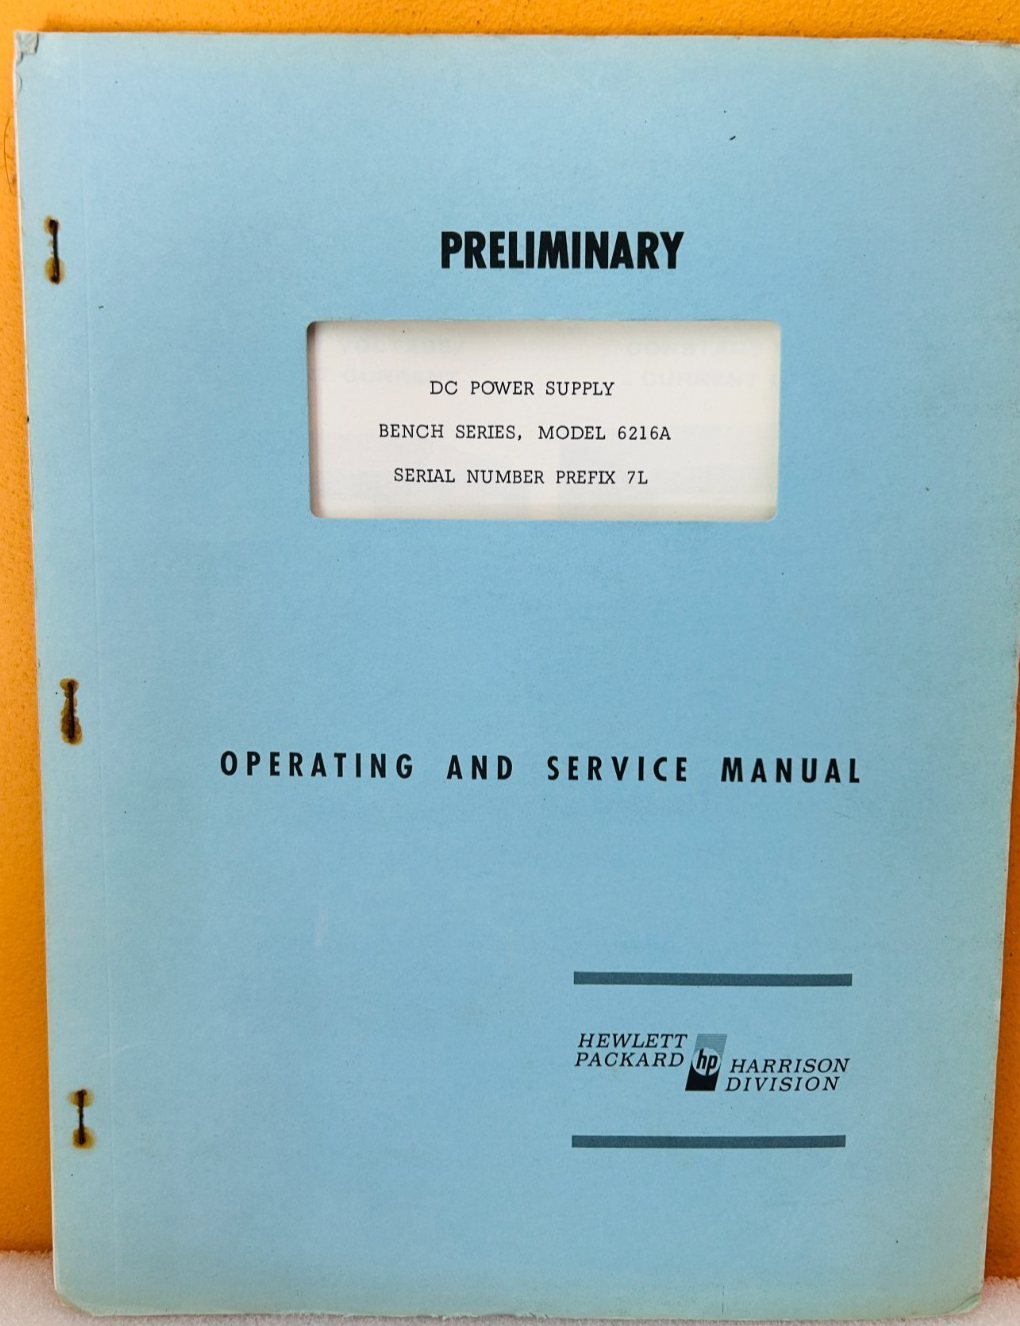 PRELIMINARY
DC POWER SUPPLY
BENCH SERIES, MODEL 6216A
SERIAL NUMBER PREFIX 7L
OPERATING AND SERVICE MANUAL
HEWLETT
PACKARD
hp
HARRISON
DIVISION